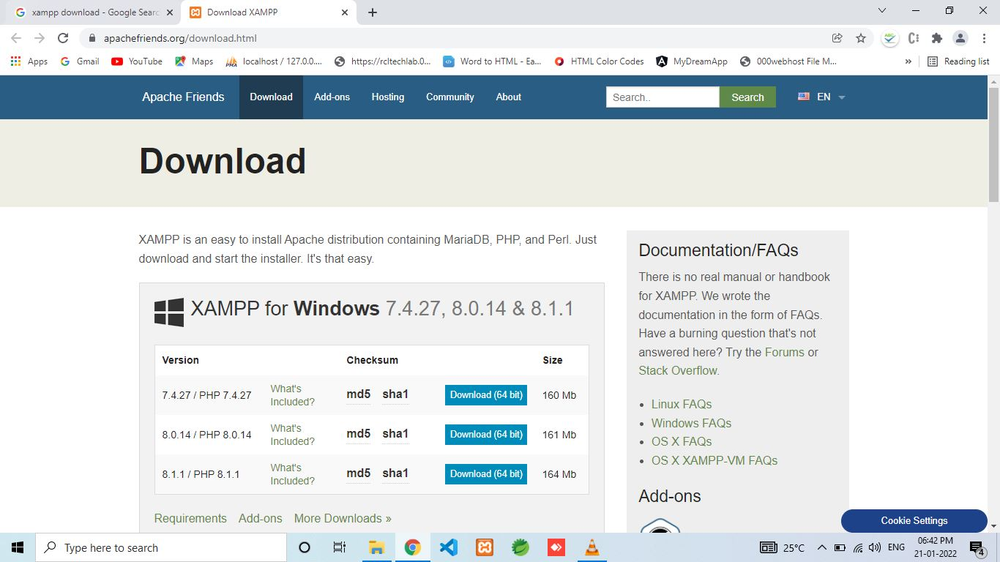 xampp download - Google Searc
Download XAMPP
apachefriends.org/download.html
ABC
Apps
Gmail
YouTube
Maps
PMA
localhost / 127.0.0....
https://rcltechlab.0...
Word to HTML - Ea...
HTML Color Codes
MyDreamApp
000webhost File M...
»
Reading list
Apache Friends
Download
Add-ons
Hosting
Community
About
Search..
Search
EN
Download
XAMPP is an easy to install Apache distribution containing MariaDB, PHP, and Perl. Just
download and start the installer. It's that easy.
XAMPP for Windows 7.4.27, 8.0.14 & 8.1.1
Version Checksum Size
7.4.27 / PHP 7.4.27 What's Included? md5 sha1 Download (64 bit) 160 Mb
8.0.14 / PHP 8.0.14 What's Included? md5 sha1 Download (64 bit) 161 Mb
8.1.1 / PHP 8.1.1 What's Included? md5 sha1 Download (64 bit) 164 Mb
Requirements Add-ons More Downloads »
Documentation/FAQs
There is no real manual or handbook
for XAMPP. We wrote the
documentation in the form of FAQs.
Have a burning question that's not
answered here? Try the Forums or
Stack Overflow.
• Linux FAQs
• Windows FAQs
• OS X FAQs
• OS X XAMPP-VM FAQs
Add-ons
Cookie Settings
Type here to search
25°C
ENG
06:42 PM
21-01-2022
4